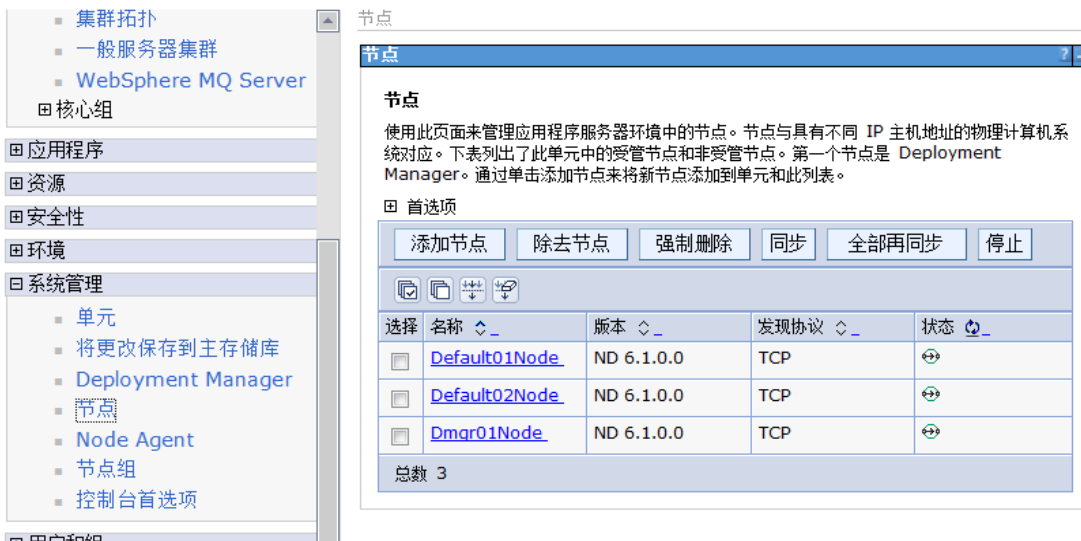 集群拓扑
一般服务器集群
WebSphere MQ Server
核心组
应用程序
资源
安全性
环境
系统管理
单元
将更改保存到主存储库
Deployment Manager
节点
Node Agent
节点组
控制台首选项
用户和组
节点
节点 ?
节点
使用此页面来管理应用程序服务器环境中的节点。节点与具有不同 IP 主机地址的物理计算机系
统对应。下表列出了此单元中的受管节点和非受管节点。第一个节点是 Deployment
Manager。通过单击添加节点来将新节点添加到单元和此列表。
首选项
添加节点 除去节点 强制删除 同步 全部再同步 停止
选择 名称 版本 发现协议 状态
Default01Node ND 6.1.0.0 TCP
Default02Node ND 6.1.0.0 TCP
Dmgr01Node ND 6.1.0.0 TCP
总数 3